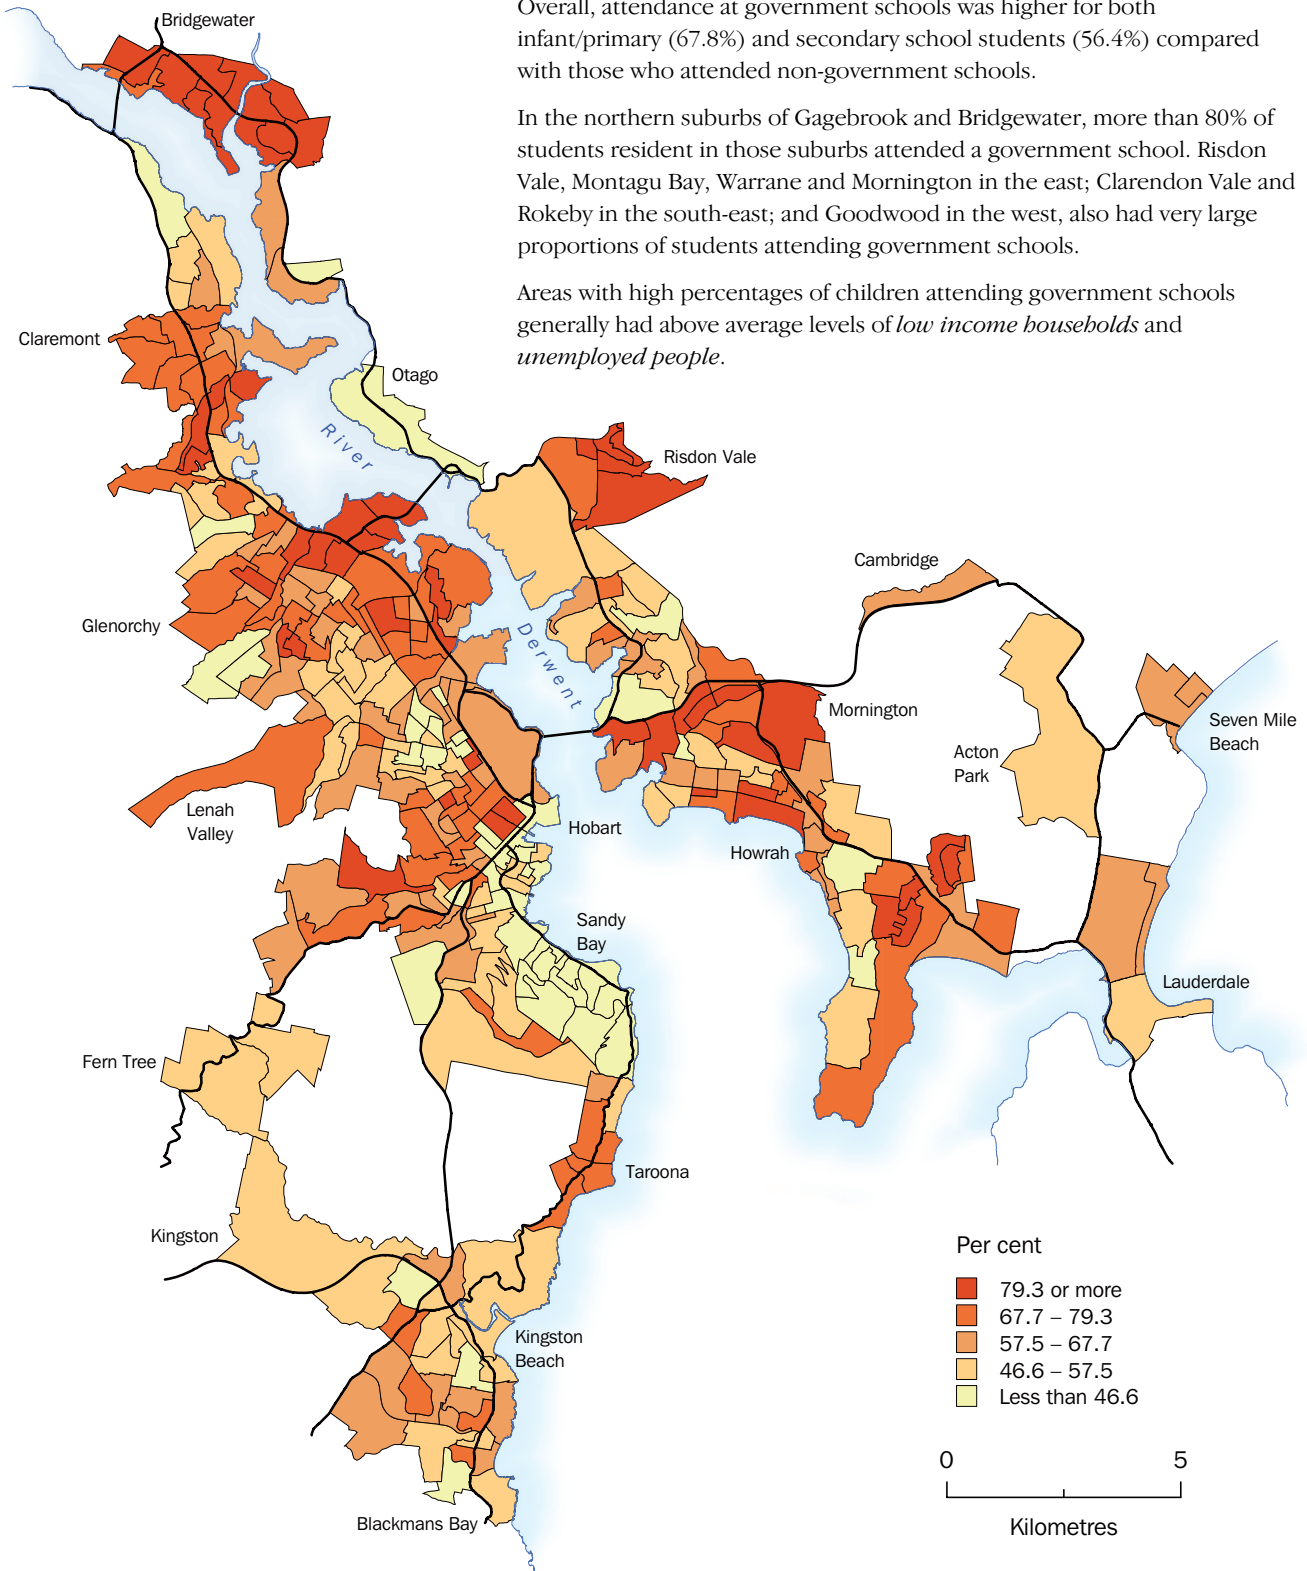 Overall, attendance at government schools was higher for both
infant/primary (67.8%) and secondary school students (56.4%) compared
with those who attended non-government schools.
In the northern suburbs of Gagebrook and Bridgewater, more than 80% of
students resident in those suburbs attended a government school. Risdon
Vale, Montagu Bay, Warrane and Mornington in the east; Clarendon Vale and
Rokeby in the south-east; and Goodwood in the west, also had very large
proportions of students attending government schools.
Areas with high percentages of children attending government schools
generally had above average levels of low income households and
unemployed people.
Bridgewater
Claremont
Otago
River
Risdon Vale
Cambridge
Glenorchy
Derwent
Mornington
Seven Mile
Beach
Acton
Park
Lenah
Valley
Hobart
Howrah
Sandy
Bay
Lauderdale
Fern Tree
Taroona
Kingston
Kingston
Beach
Blackmans Bay
Per cent
79.3 or more
67.7 – 79.3
57.5 – 67.7
46.6 – 57.5
Less than 46.6
0 5
Kilometres